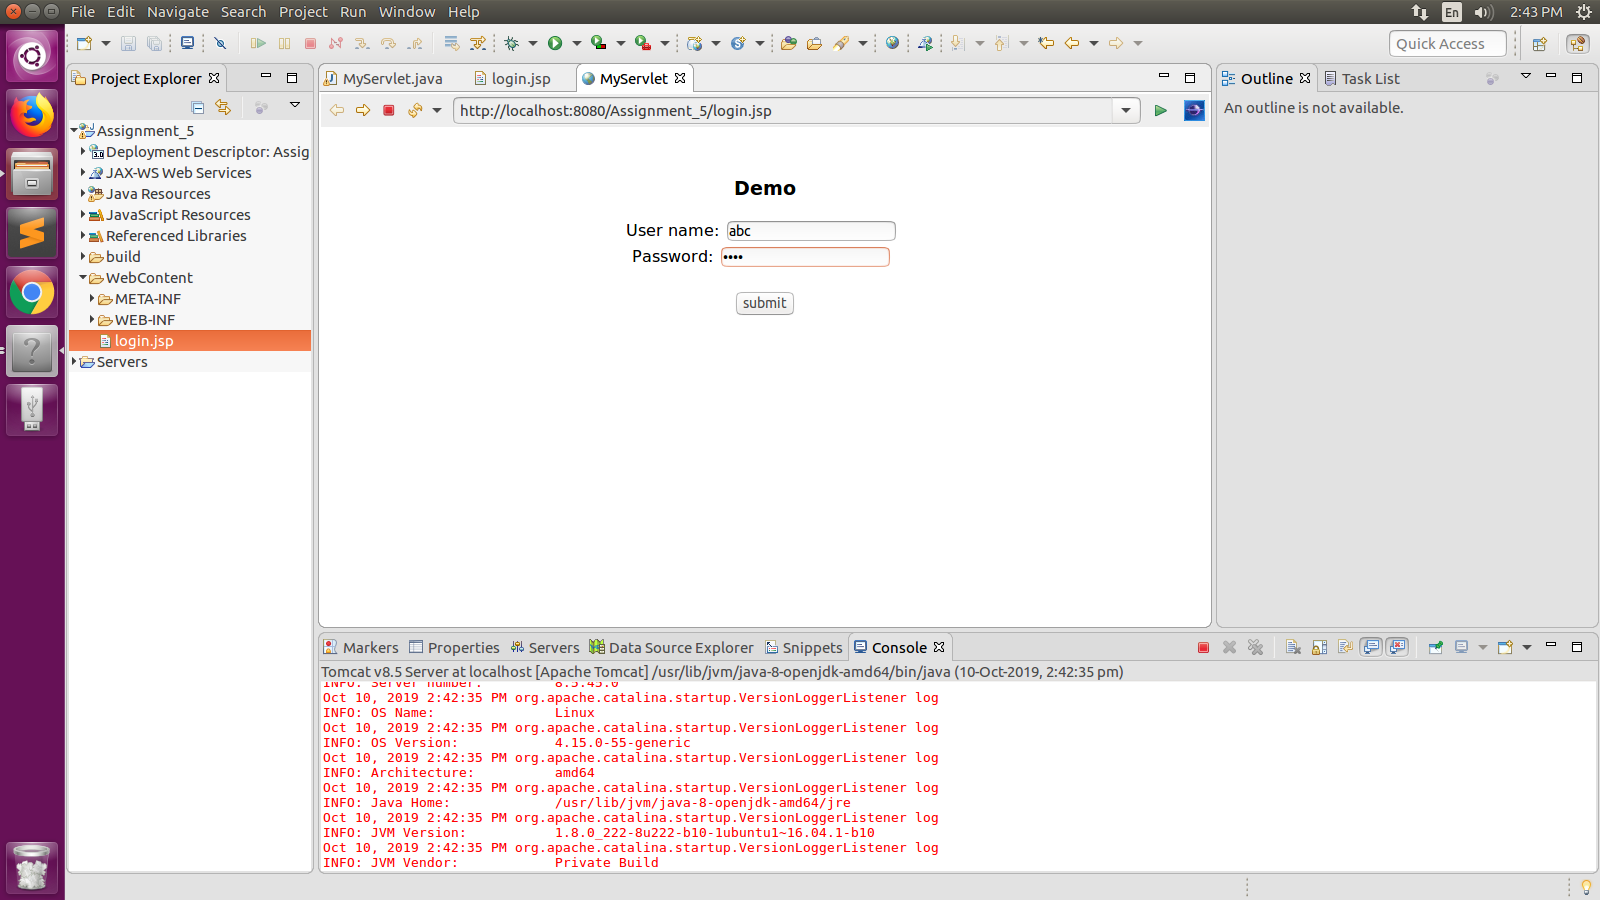 File Edit Navigate Search Project Run Window Help
En 2:43 PM
Quick Access
Project Explorer
MyServlet.java login.jsp MyServlet
Outline Task List
http://localhost:8080/Assignment_5/login.jsp
An outline is not available.
Assignment_5
Deployment Descriptor: Assig
JAX-WS Web Services
Java Resources
JavaScript Resources
Referenced Libraries
build
WebContent
META-INF
WEB-INF
login.jsp
Servers
Demo
User name: abc
Password: ••••
submit
Markers Properties Servers Data Source Explorer Snippets Console
Tomcat v8.5 Server at localhost [Apache Tomcat] /usr/lib/jvm/java-8-openjdk-amd64/bin/java (10-Oct-2019, 2:42:35 pm)
INFO: Server number: 8.5.45.0
Oct 10, 2019 2:42:35 PM org.apache.catalina.startup.VersionLoggerListener log
INFO: OS Name: Linux
Oct 10, 2019 2:42:35 PM org.apache.catalina.startup.VersionLoggerListener log
INFO: OS Version: 4.15.0-55-generic
Oct 10, 2019 2:42:35 PM org.apache.catalina.startup.VersionLoggerListener log
INFO: Architecture: amd64
Oct 10, 2019 2:42:35 PM org.apache.catalina.startup.VersionLoggerListener log
INFO: Java Home: /usr/lib/jvm/java-8-openjdk-amd64/jre
Oct 10, 2019 2:42:35 PM org.apache.catalina.startup.VersionLoggerListener log
INFO: JVM Version: 1.8.0_222-8u222-b10-1ubuntu1~16.04.1-b10
Oct 10, 2019 2:42:35 PM org.apache.catalina.startup.VersionLoggerListener log
INFO: JVM Vendor: Private Build